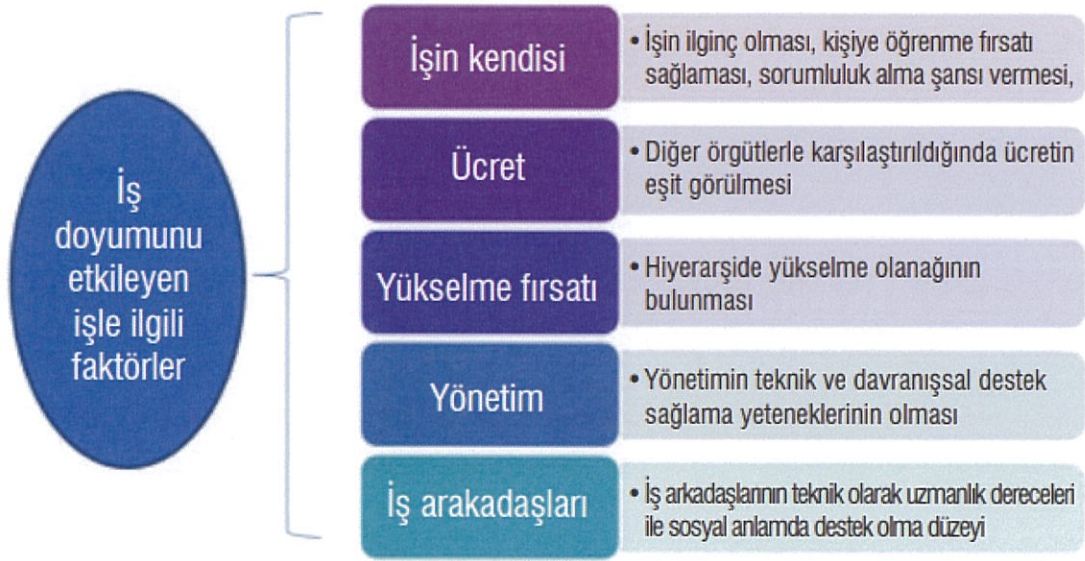 İş
doyumunu
etkileyen
işle ilgili
faktörler
İşin kendisi
• İşin ilginç olması, kişiye öğrenme fırsatı
sağlaması, sorumluluk alma şansı vermesi,
Ücret
• Diğer örgütlerle karşılaştırıldığında ücretin
eşit görülmesi
Yükselme fırsatı
• Hiyerarşide yükselme olanağının
bulunması
Yönetim
• Yönetimin teknik ve davranışsal destek
sağlama yeteneklerinin olması
İş arakadaşları
• İş arkadaşlarının teknik olarak uzmanlık dereceleri
ile sosyal anlamda destek olma düzeyi